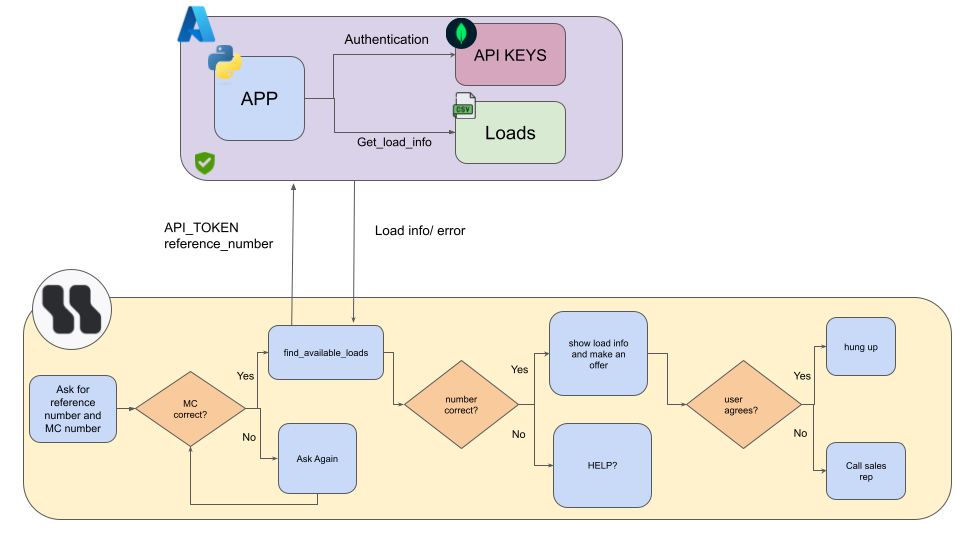 Authentication
API KEYS
APP
CSV
Loads
Get_load_info
API_TOKEN
reference_number
Load info/ error
find_available_loads
show load info
and make an
offer
hung up
Yes
Yes
Yes
Ask for
reference
number and
MC number
MC
correct?
number
correct?
user
agrees?
No
No
No
Ask Again
HELP?
Call sales
rep